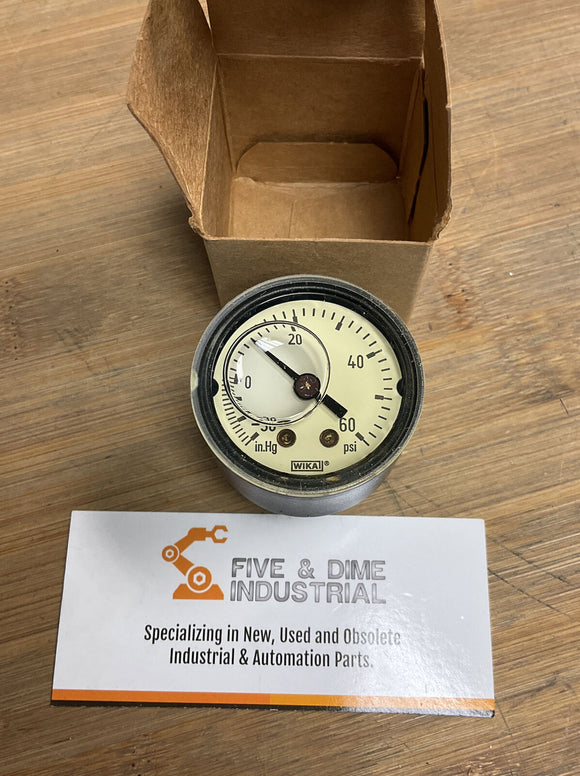 20
40
0
-30
60
in.Hg
psi
WIKA®
FIVE & DIME
INDUSTRIAL
Specializing in New, Used and Obsolete
Industrial & Automation Parts.